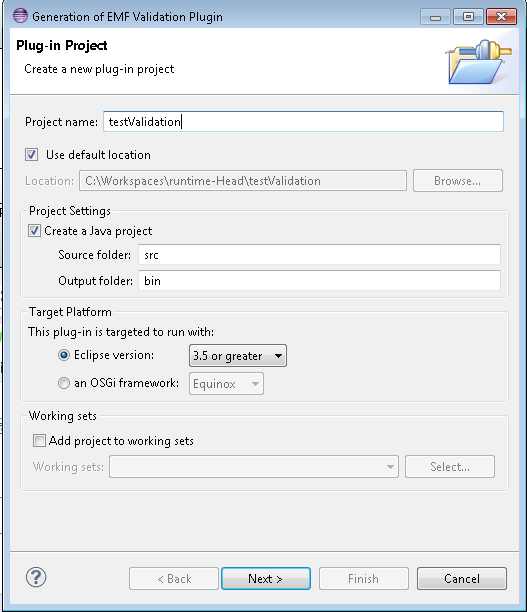 Generation of EMF Validation Plugin
Plug-in Project
Create a new plug-in project
Project name: testValidation
Use default location
Location: C:\Workspaces\runtime-Head\testValidation Browse...
Project Settings
Create a Java project
Source folder: src
Output folder: bin
Target Platform
This plug-in is targeted to run with:
Eclipse version: 3.5 or greater
an OSGi framework: Equinox
Working sets
Add project to working sets
Working sets: Select...
? < Back Next > Finish Cancel